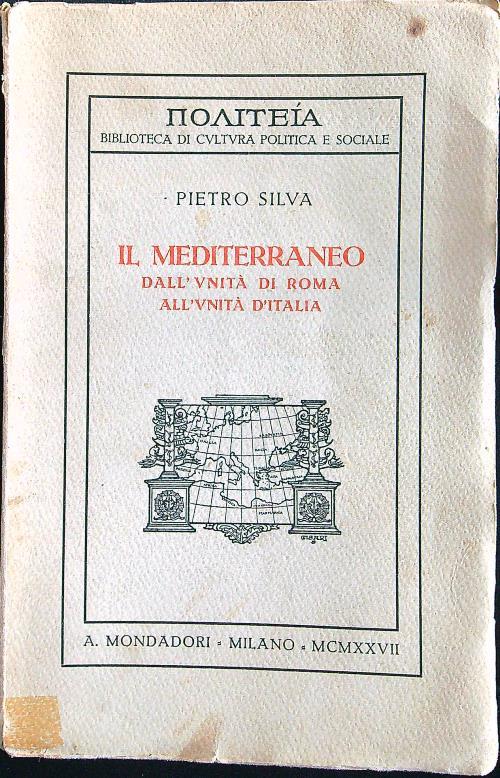 ΠΟΛΙΤΕΊΑ
BIBLIOTECA DI CVLTVRA POLITICA E SOCIALE
PIETRO SILVA
IL MEDITERRANEO
DALL'VNITÀ DI ROMA
ALL'VNITÀ D'ITALIA
A. MONDADORI - MILANO - MCMXXVII